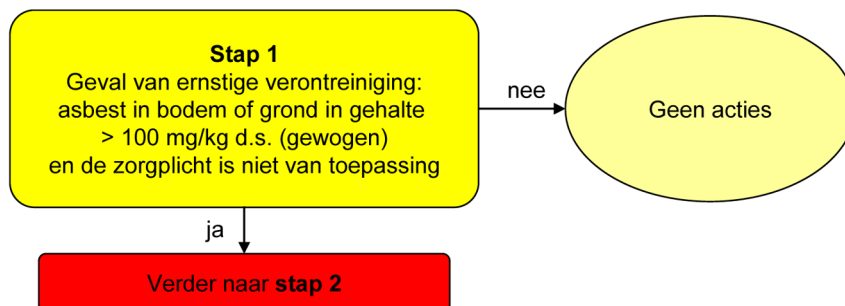 Stap 1
Geval van ernstige verontreiniging:
asbest in bodem of grond in gehalte
> 100 mg/kg d.s. (gewogen)
en de zorgplicht is niet van toepassing
nee
Geen acties
ja
Verder naar stap 2